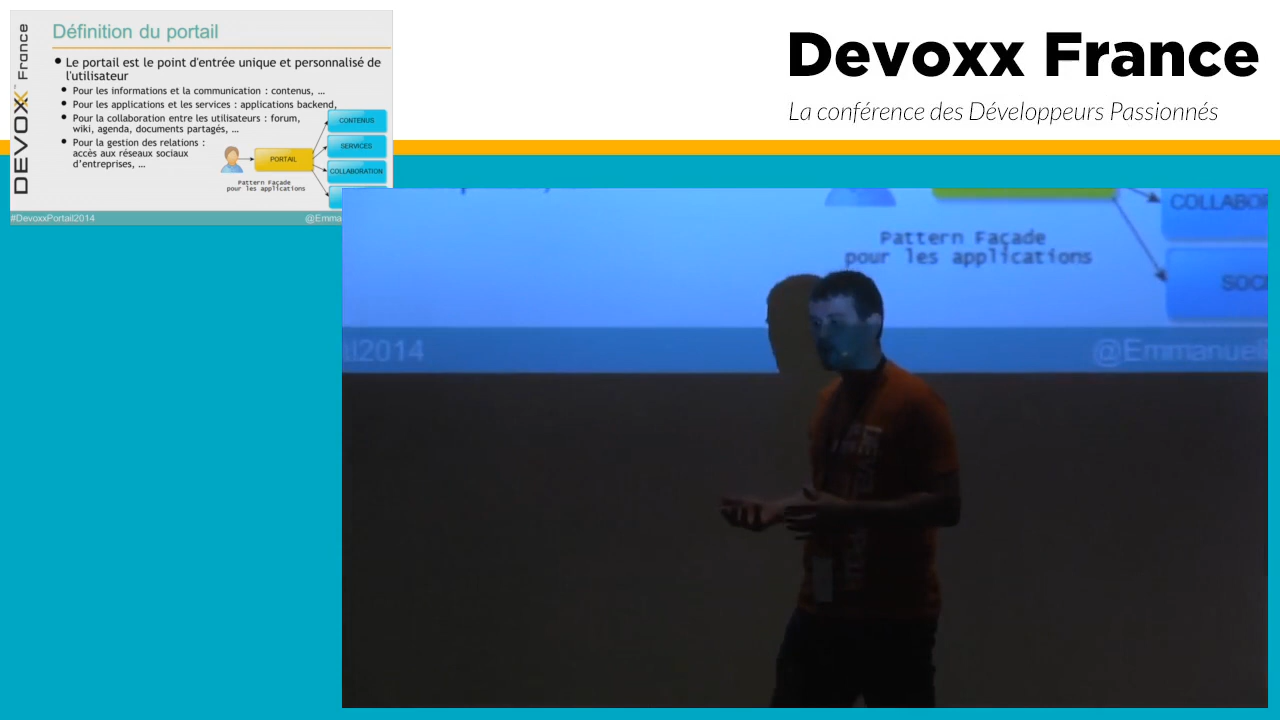 Définition du portail
DEVOXX France
Le portail est le point d'entrée unique et personnalisé de
l'utilisateur
Pour les informations et la communication : contenus, …
Pour les applications et les services : applications backend,
Pour la collaboration entre les utilisateurs : forum,
wiki, agenda, documents partagés, …
Pour la gestion des relations :
accès aux réseaux sociaux
d'entreprises, …
CONTENUS
SERVICES
PORTAIL
COLLABORATION
Pattern Façade
pour les applications
#DevoxxPortail2014
@Emma
Devoxx France
La conférence des Développeurs Passionnés
COLLABOR
Pattern Façade
pour les applications
SOCI
il2014
@Emmanuel